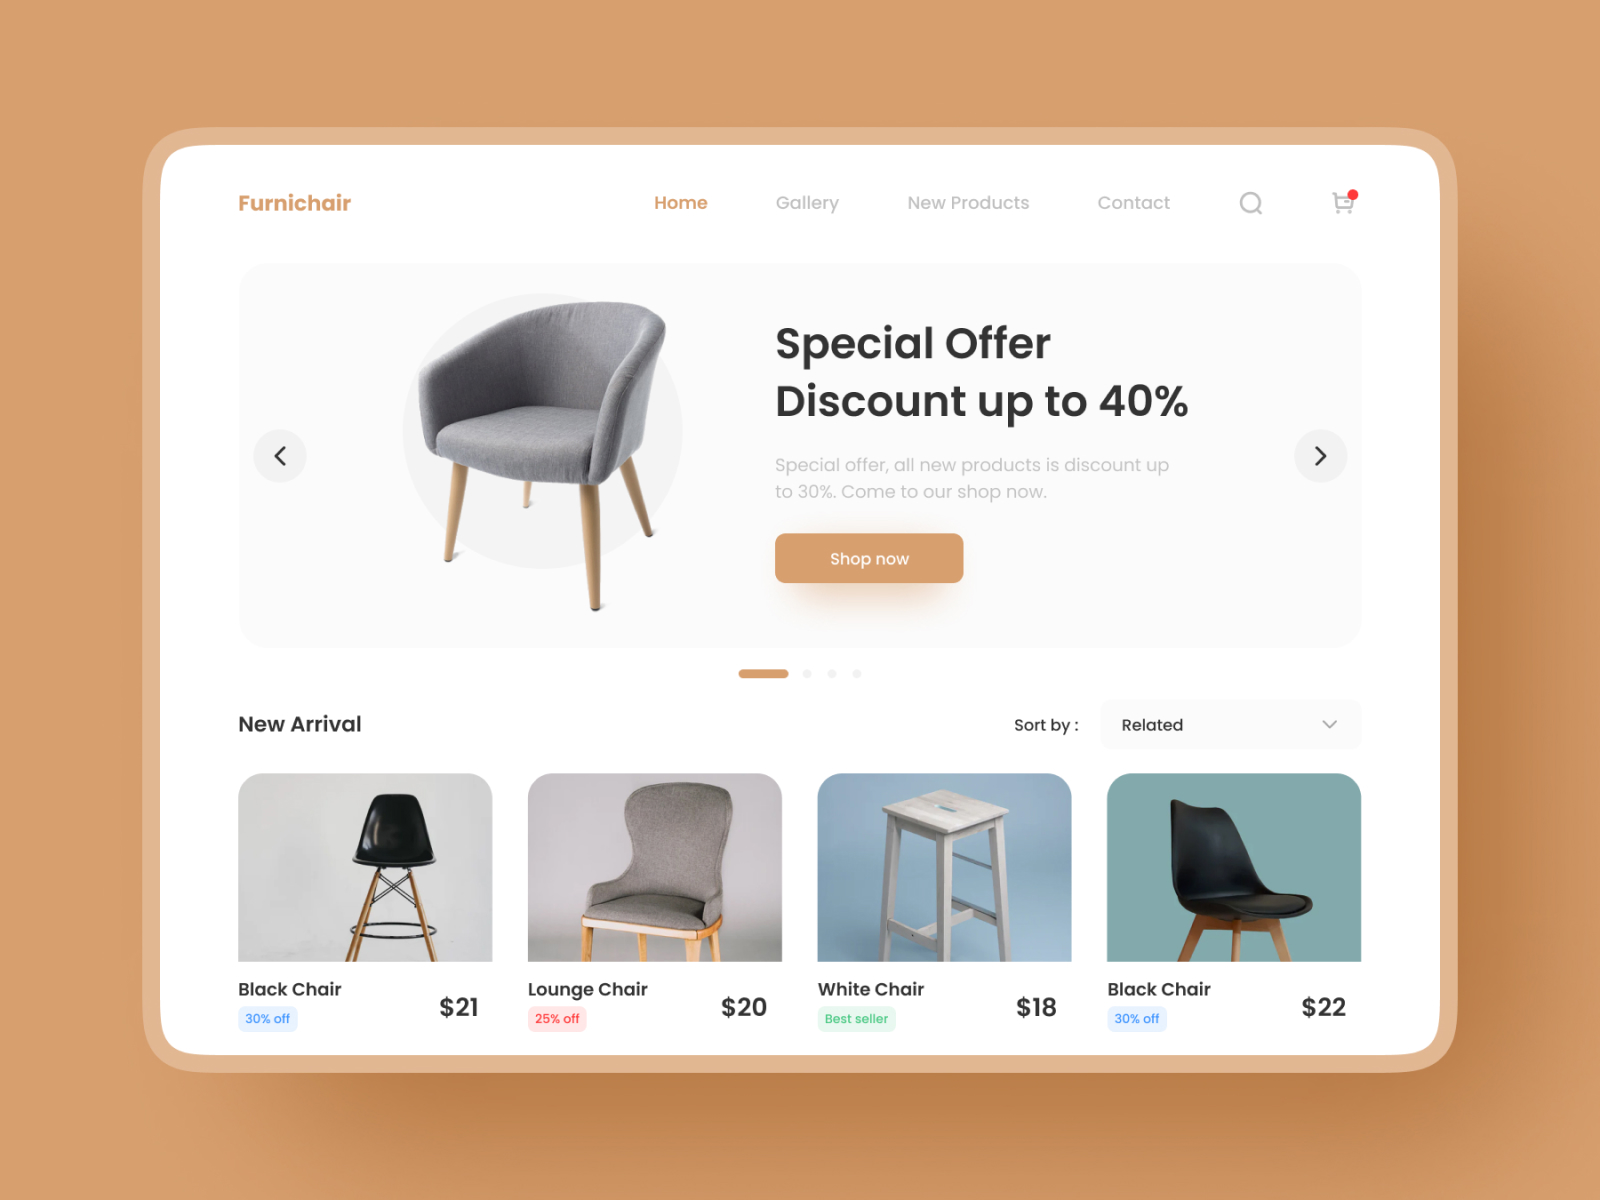 Furnichair
Home
Gallery
New Products
Contact
Special Offer
Discount up to 40%
Special offer, all new products is discount up
to 30%. Come to our shop now.
Shop now
New Arrival
Sort by :
Related
Black Chair
30% off
$21
Lounge Chair
25% off
$20
White Chair
Best seller
$18
Black Chair
30% off
$22